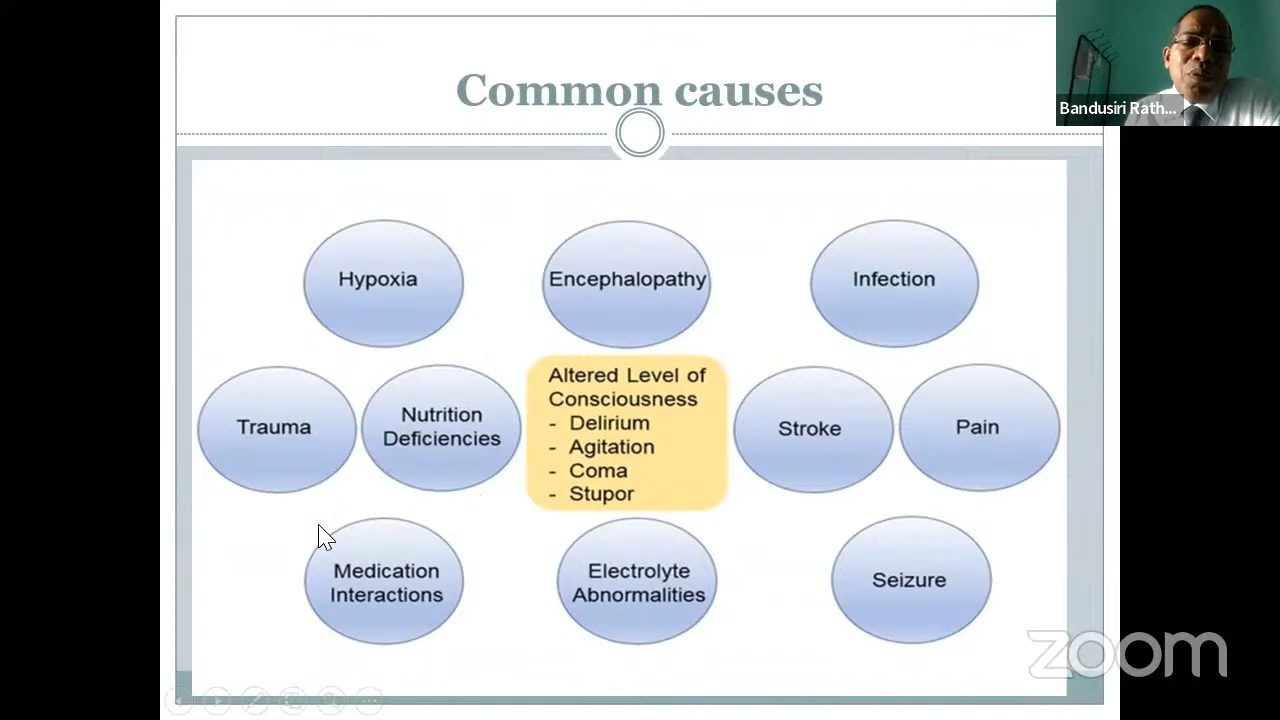 Common causes
Bandusiri Rath...
Hypoxia
Encephalopathy
Infection
Trauma
Nutrition
Deficiencies
Altered Level of
Consciousness
- Delirium
- Agitation
- Coma
- Stupor
Stroke
Pain
Medication
Interactions
Electrolyte
Abnormalities
Seizure
zoom